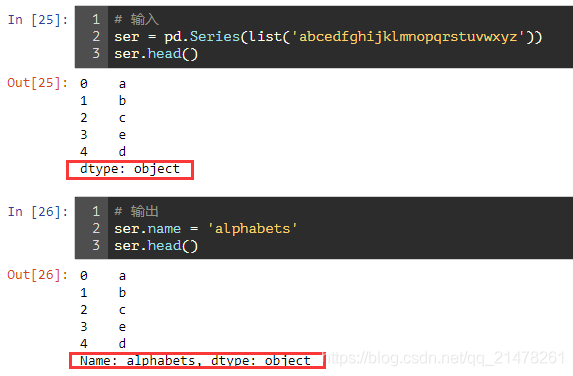 In [25]:
1 # 输入
2 ser = pd.Series(list('abcedfghijklmnopqrstuvwxyz'))
3 ser.head()
Out[25]:
0 a
1 b
2 c
3 e
4 d
dtype: object
In [26]:
1 # 输出
2 ser.name = 'alphabets'
3 ser.head()
Out[26]:
0 a
1 b
2 c
3 e
4 d
Name: alphabets, dtype: object
https://blog.csdn.net/qq_21478261